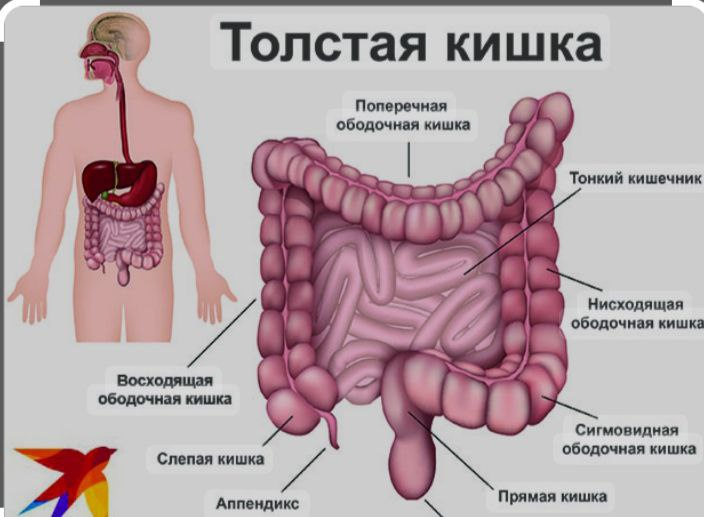 Толстая кишка
Поперечная
ободочная кишка
Тонкий кишечник
Нисходящая
ободочная кишка
Восходящая
ободочная кишка
Сигмовидная
ободочная кишка
Слепая кишка
Аппендикс
Прямая кишка